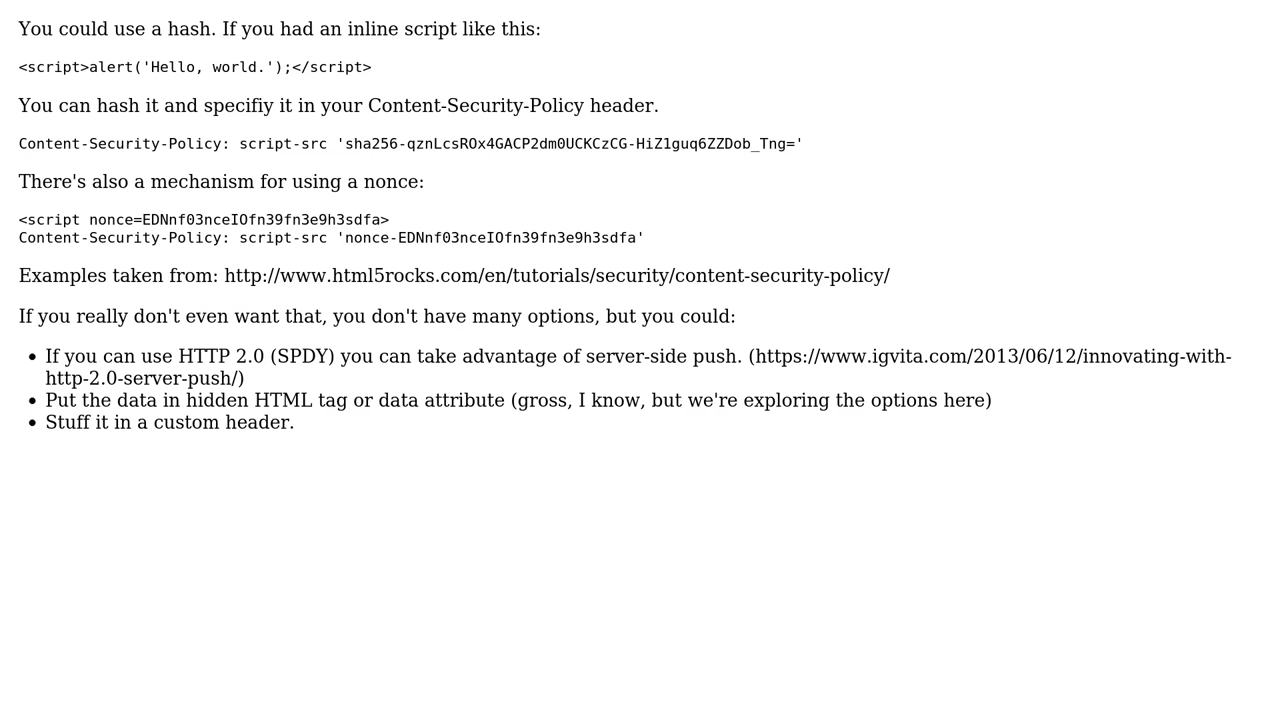 You could use a hash. If you had an inline script like this:
<script>alert('Hello, world.');</script>
You can hash it and specifiy it in your Content-Security-Policy header.
Content-Security-Policy: script-src 'sha256-qznLcsROx4GACP2dm0UCKCzCG-HiZ1guq6ZZDob_Tng='
There's also a mechanism for using a nonce:
<script nonce=EDNnf03nceIOfn39fn3e9h3sdfa>
Content-Security-Policy: script-src 'nonce-EDNnf03nceIOfn39fn3e9h3sdfa'
Examples taken from: http://www.html5rocks.com/en/tutorials/security/content-security-policy/
If you really don't even want that, you don't have many options, but you could:
• If you can use HTTP 2.0 (SPDY) you can take advantage of server-side push. (https://www.igvita.com/2013/06/12/innovating-with-
http-2.0-server-push/)
• Put the data in hidden HTML tag or data attribute (gross, I know, but we're exploring the options here)
• Stuff it in a custom header.